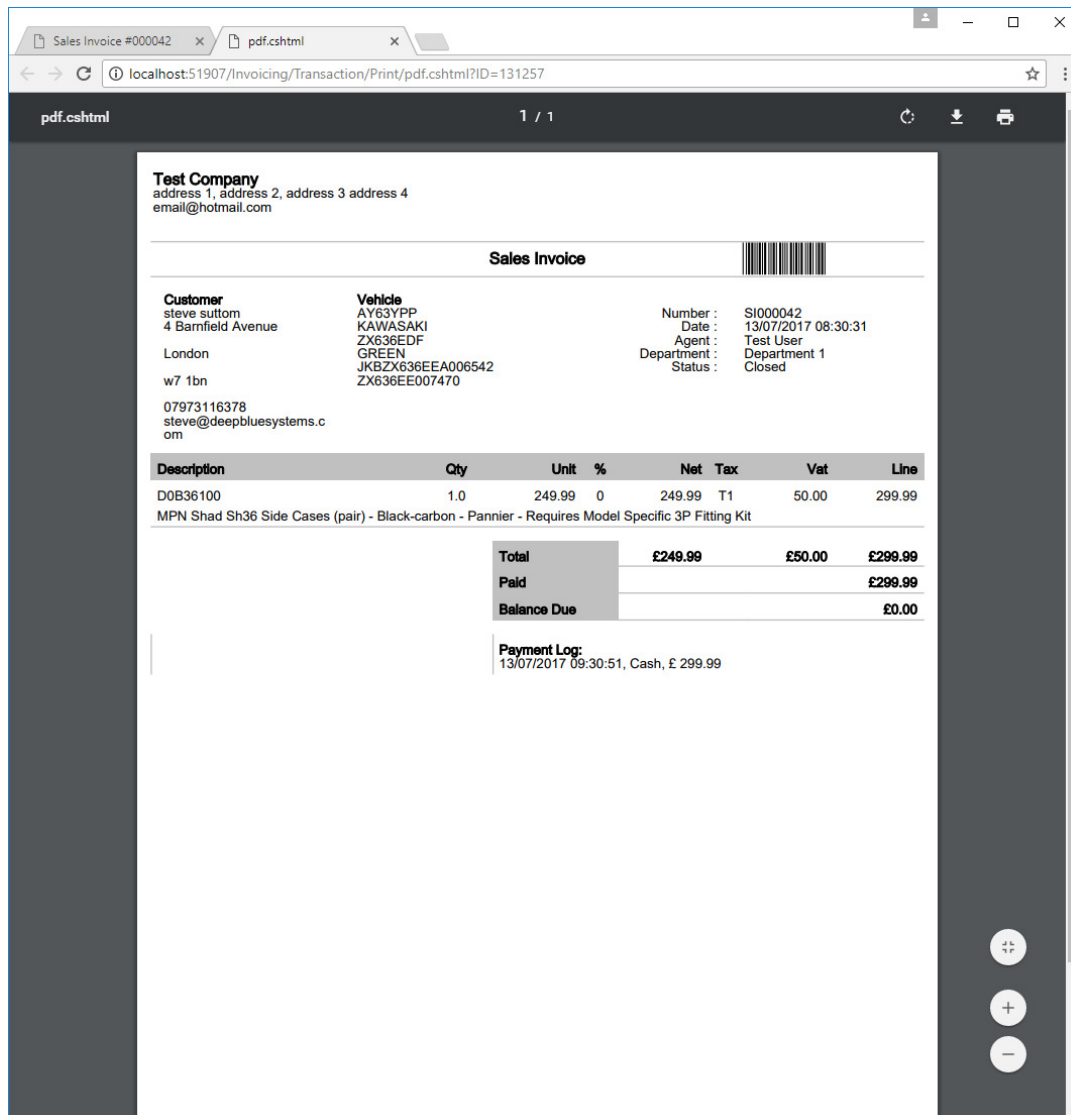 Sales Invoice #000042
pdf.cshtml
localhost:51907/Invoicing/Transaction/Print/pdf.cshtml?ID=131257
pdf.cshtml 1 / 1
Test Company
address 1, address 2, address 3 address 4
email@hotmail.com
Sales Invoice
Customer
steve suttom
4 Barnfield Avenue
London
w7 1bn
07973116378
steve@deepbluesystems.c
om
Vehicle
AY63YPP
KAWASAKI
ZX636EDF
GREEN
JKBZX636EEA006542
ZX636EE007470
Number : SI000042
Date : 13/07/2017 08:30:31
Agent : Test User
Department : Department 1
Status : Closed
Description Qty Unit % Net Tax Vat Line
D0B36100 1.0 249.99 0 249.99 T1 50.00 299.99
MPN Shad Sh36 Side Cases (pair) - Black-carbon - Pannier - Requires Model Specific 3P Fitting Kit
Total £249.99 £50.00 £299.99
Paid £299.99
Balance Due £0.00
Payment Log:
13/07/2017 09:30:51, Cash, £ 299.99